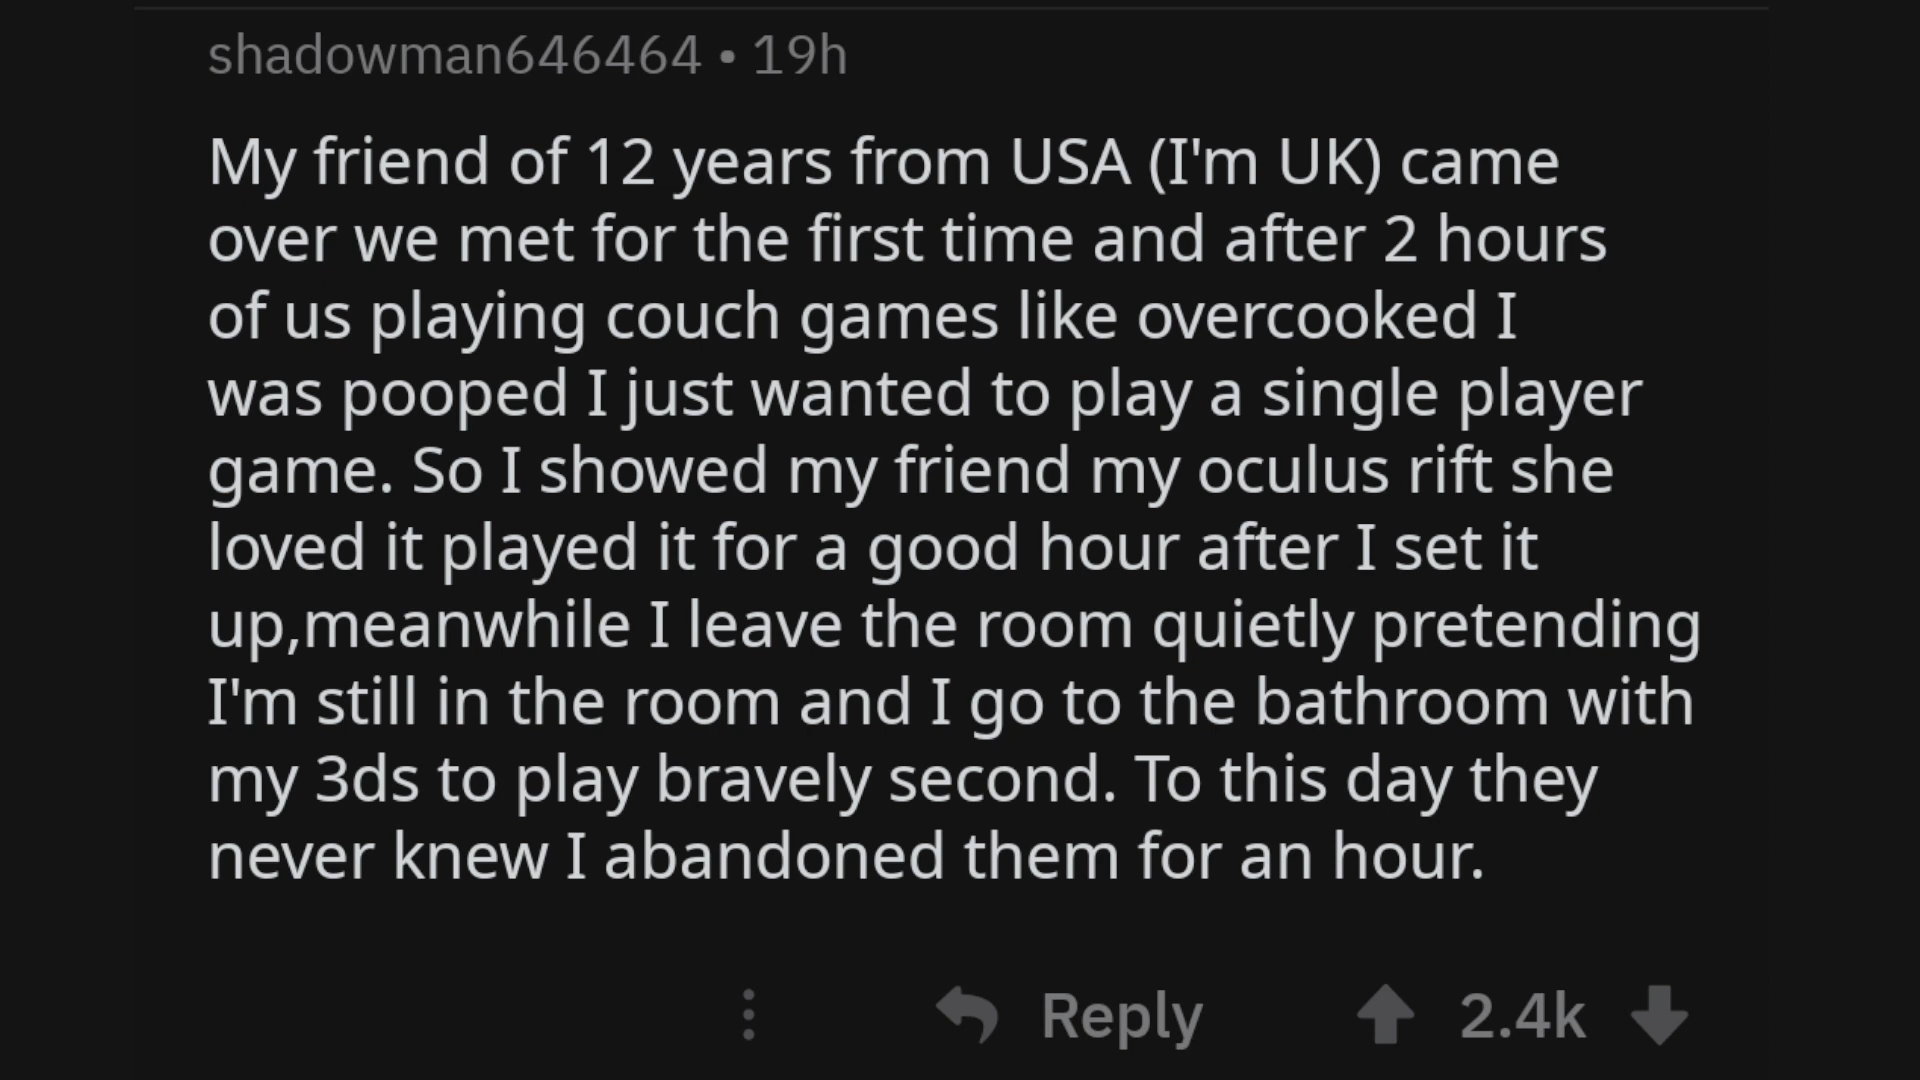 shadowman646464 • 19h
My friend of 12 years from USA (I'm UK) came
over we met for the first time and after 2 hours
of us playing couch games like overcooked I
was pooped I just wanted to play a single player
game. So I showed my friend my oculus rift she
loved it played it for a good hour after I set it
up,meanwhile I leave the room quietly pretending
I'm still in the room and I go to the bathroom with
my 3ds to play bravely second. To this day they
never knew I abandoned them for an hour.
Reply 2.4k